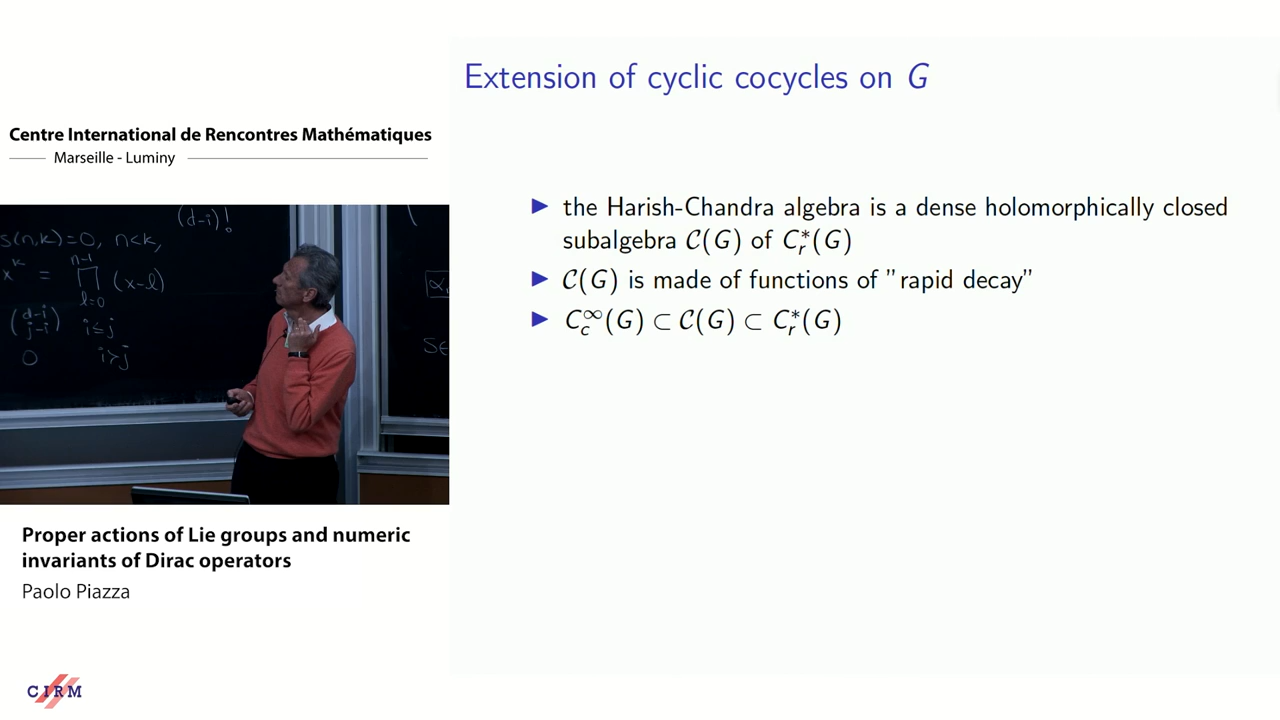 Extension of cyclic cocycles on G
Centre International de Rencontres Mathématiques
Marseille - Luminy
▶ the Harish-Chandra algebra is a dense holomorphically closed
subalgebra 𝒞(G) of C*_r(G)
▶ 𝒞(G) is made of functions of "rapid decay"
▶ C_c^∞(G) ⊂ 𝒞(G) ⊂ C*_r(G)
(d-i)!
s(n,k)=0, n<k,
x^k = ∏_{l=0}^{n-1} (x-l)
(d-i j-i) i≤j
0 i>j
Proper actions of Lie groups and numeric
invariants of Dirac operators
Paolo Piazza
CIRM